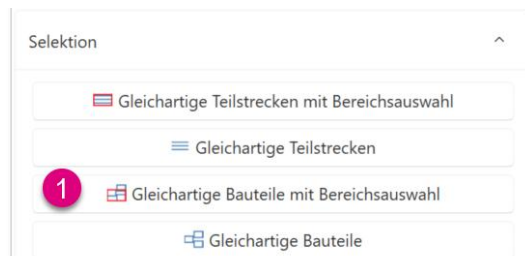 Selektion
Gleichartige Teilstrecken mit Bereichsauswahl
Gleichartige Teilstrecken
1 Gleichartige Bauteile mit Bereichsauswahl
Gleichartige Bauteile